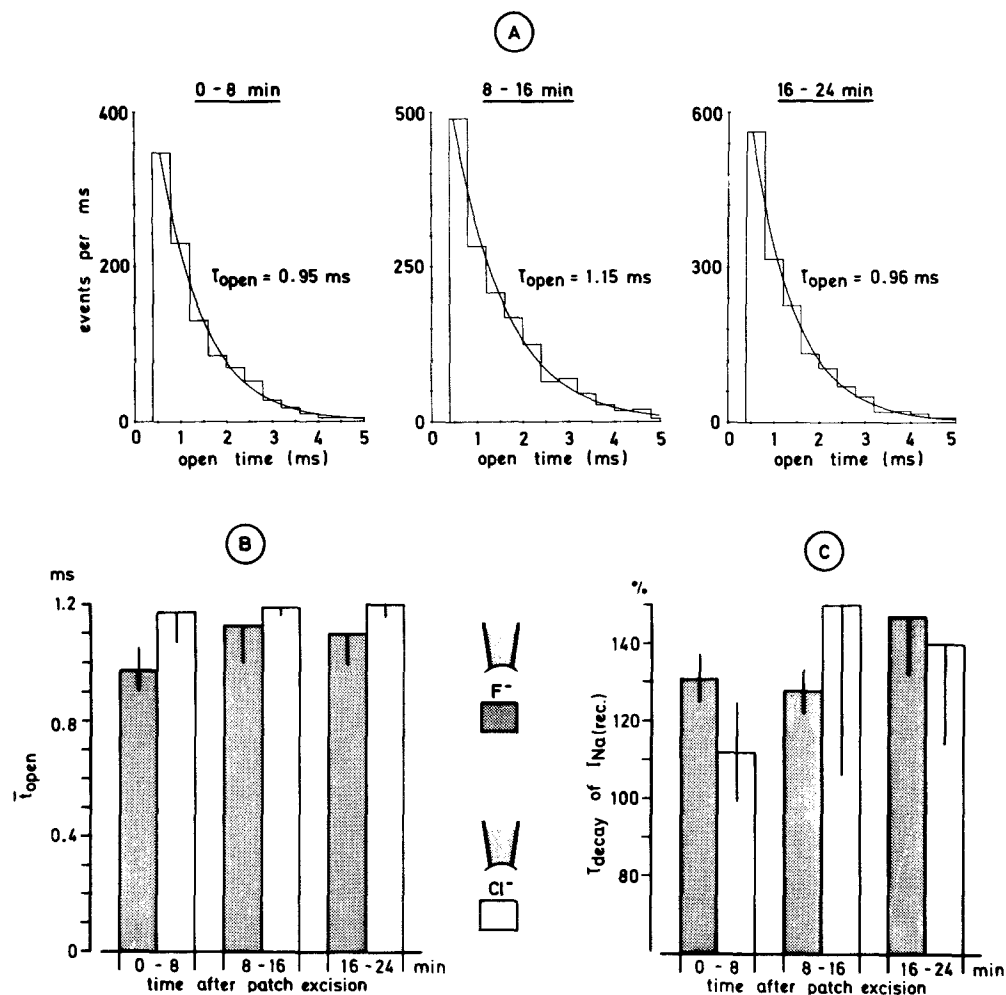 A
0 - 8 min
8 - 16 min
16 - 24 min
400
200
0
events per ms
τopen = 0.95 ms
0 1 2 3 4 5
open time (ms)
500
250
0
τopen = 1.15 ms
0 1 2 3 4 5
open time (ms)
600
300
0
τopen = 0.96 ms
0 1 2 3 4 5
open time (ms)
B
ms
1.2
0.8
0.4
0
t̄open
0 - 8
8 - 16
16 - 24
min
time after patch excision
F⁻
Cl⁻
C
%
140
120
100
80
τdecay of INa(rec.)
0 - 8
8 - 16
16 - 24
min
time after patch excision